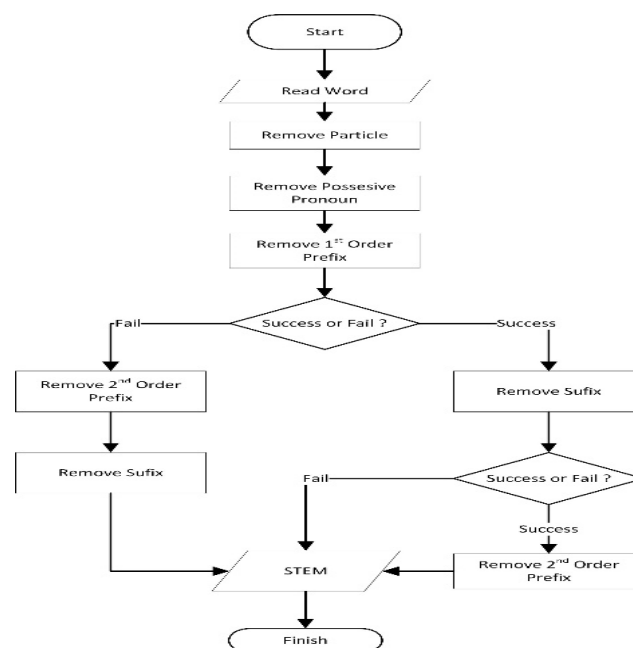 Start
Read Word
Remove Particle
Remove Possesive
Pronoun
Remove 1st Order
Prefix
Success or Fail ?
Fail
Success
Remove 2nd Order
Prefix
Remove Sufix
Remove Sufix
Success or Fail ?
Fail
Success
Remove 2nd Order
Prefix
STEM
Finish